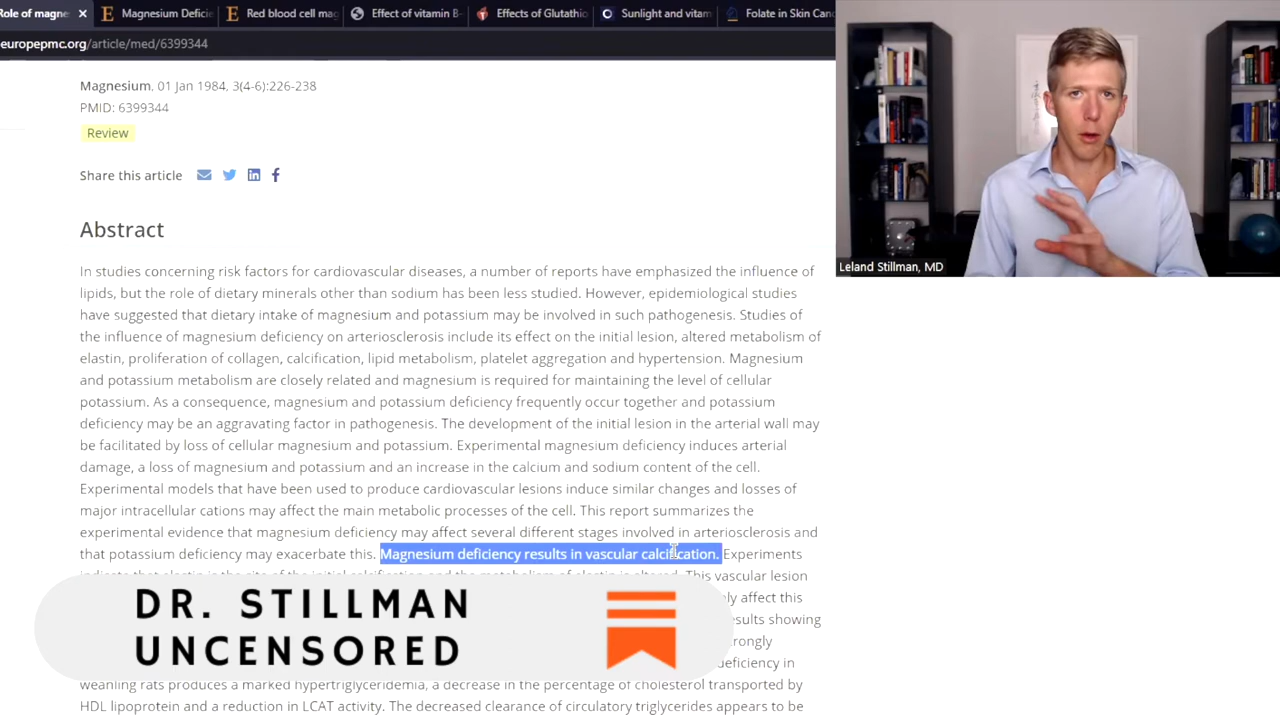 Role of magne
Magnesium Deficie
Red blood cell mag
Effect of vitamin B-
Effects of Glutathio
Sunlight and vitam
Folate in Skin Canc
europepmc.org/article/med/6399344
Magnesium, 01 Jan 1984, 3(4-6):226-238
PMID: 6399344
Review
Share this article
Abstract
In studies concerning risk factors for cardiovascular diseases, a number of reports have emphasized the influence of
lipids, but the role of dietary minerals other than sodium has been less studied. However, epidemiological studies
have suggested that dietary intake of magnesium and potassium may be involved in such pathogenesis. Studies of
the influence of magnesium deficiency on arteriosclerosis include its effect on the initial lesion, altered metabolism of
elastin, proliferation of collagen, calcification, lipid metabolism, platelet aggregation and hypertension. Magnesium
and potassium metabolism are closely related and magnesium is required for maintaining the level of cellular
potassium. As a consequence, magnesium and potassium deficiency frequently occur together and potassium
deficiency may be an aggravating factor in pathogenesis. The development of the initial lesion in the arterial wall may
be facilitated by loss of cellular magnesium and potassium. Experimental magnesium deficiency induces arterial
damage, a loss of magnesium and potassium and an increase in the calcium and sodium content of the cell.
Experimental models that have been used to produce cardiovascular lesions induce similar changes and losses of
major intracellular cations may affect the main metabolic processes of the cell. This report summarizes the
experimental evidence that magnesium deficiency may affect several different stages involved in arteriosclerosis and
that potassium deficiency may exacerbate this. Magnesium deficiency results in vascular calcification. Experiments
This vascular lesion
affect this
results showing
deficiency in
weanling rats produces a marked hypertriglyceridemia, a decrease in the percentage of cholesterol transported by
HDL lipoprotein and a reduction in LCAT activity. The decreased clearance of circulatory triglycerides appears to be
Leland Stillman, MD
DR. STILLMAN
UNCENSORED